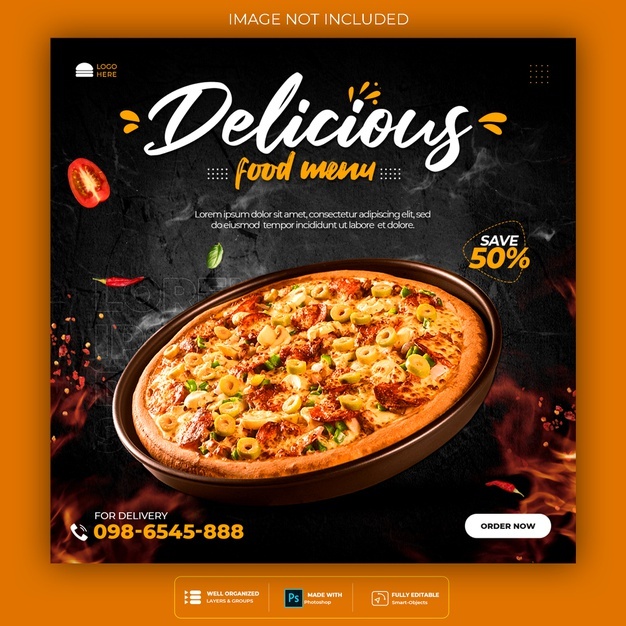 IMAGE NOT INCLUDED
LOGO
HERE
Delicious
food menu
Lorem ipsum dolor sit amet, consectetur adipiscing elit, sed
do eiusmod tempor incididunt ut labore et dolore.
SAVE
50%
FOR DELIVERY
098-6545-888
ORDER NOW
WELL ORGANIZED
LAYERS & GROUPS
Ps
MADE WITH
Photoshop
FULLY EDITABLE
Smart-Objects